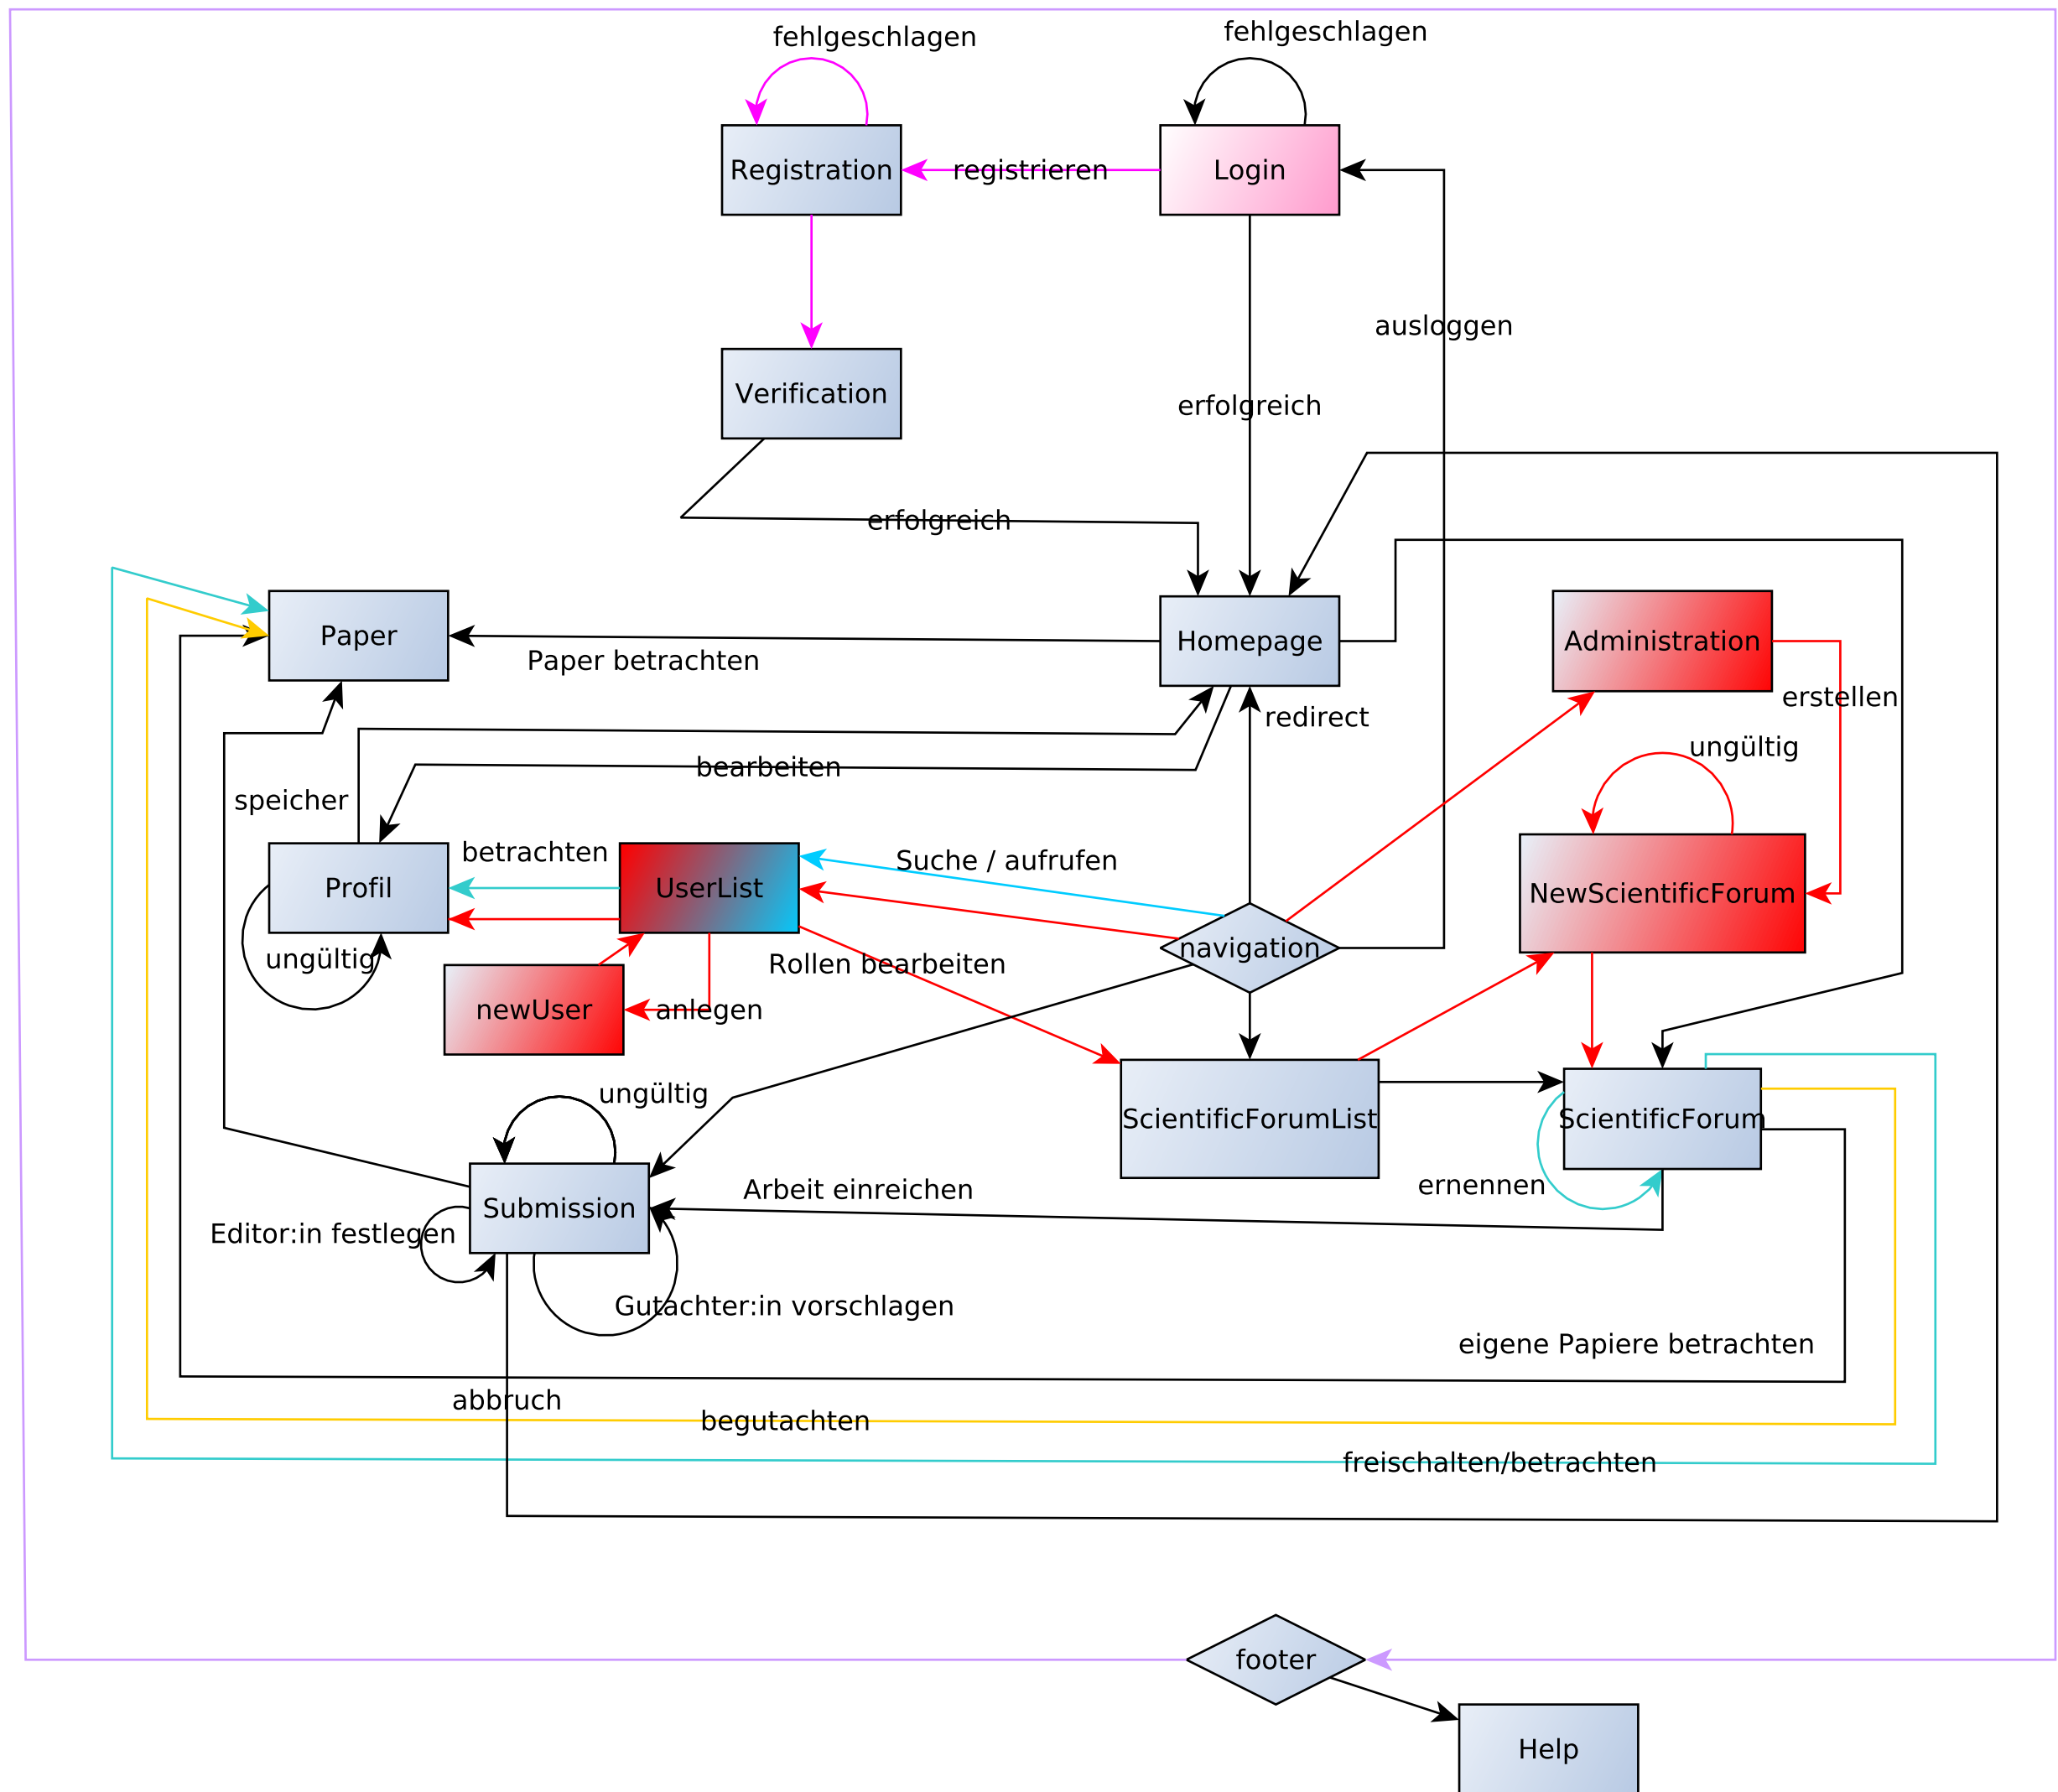 fehlgeschlagen
fehlgeschlagen
Registration
registrieren
Login
ausloggen
Verification
erfolgreich
erfolgreich
Paper
Homepage
Administration
Paper betrachten
erstellen
redirect
ungültig
bearbeiten
speicher
betrachten
Suche / aufrufen
Profil
UserList
NewScientificForum
navigation
ungültig
Rollen bearbeiten
newUser
anlegen
ungültig
ScientificForumList
ScientificForum
Arbeit einreichen
ernennen
Submission
Editor:in festlegen
Gutachter:in vorschlagen
eigene Papiere betrachten
abbruch
begutachten
freischalten/betrachten
footer
Help